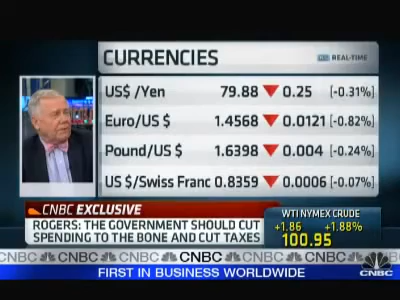 CURRENCIES
REAL-TIME
US$ /Yen 79.88 ▼ 0.25 [-0.31%]
Euro/US $ 1.4568 ▼ 0.0121 [-0.82%]
Pound/US $ 1.6398 ▼ 0.004 [-0.24%]
US $/Swiss Franc 0.8359 ▼ 0.0006 [-0.07%]
CNBC EXCLUSIVE
ROGERS: THE GOVERNMENT SHOULD CUT
SPENDING TO THE BONE AND CUT TAXES
WTI NYMEX CRUDE
+1.86 +1.88%
100.95
CNBC CNBC CNBC CNBC CNBC CNBC CNBC
CNBC
FIRST IN BUSINESS WORLDWIDE